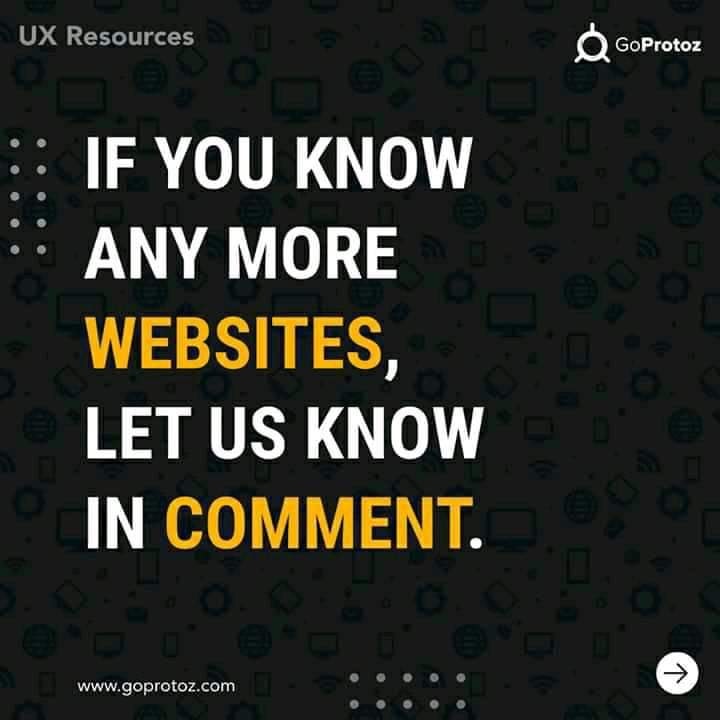 UX Resources
GoProtoz
IF YOU KNOW
ANY MORE
WEBSITES,
LET US KNOW
IN COMMENT.
www.goprotoz.com